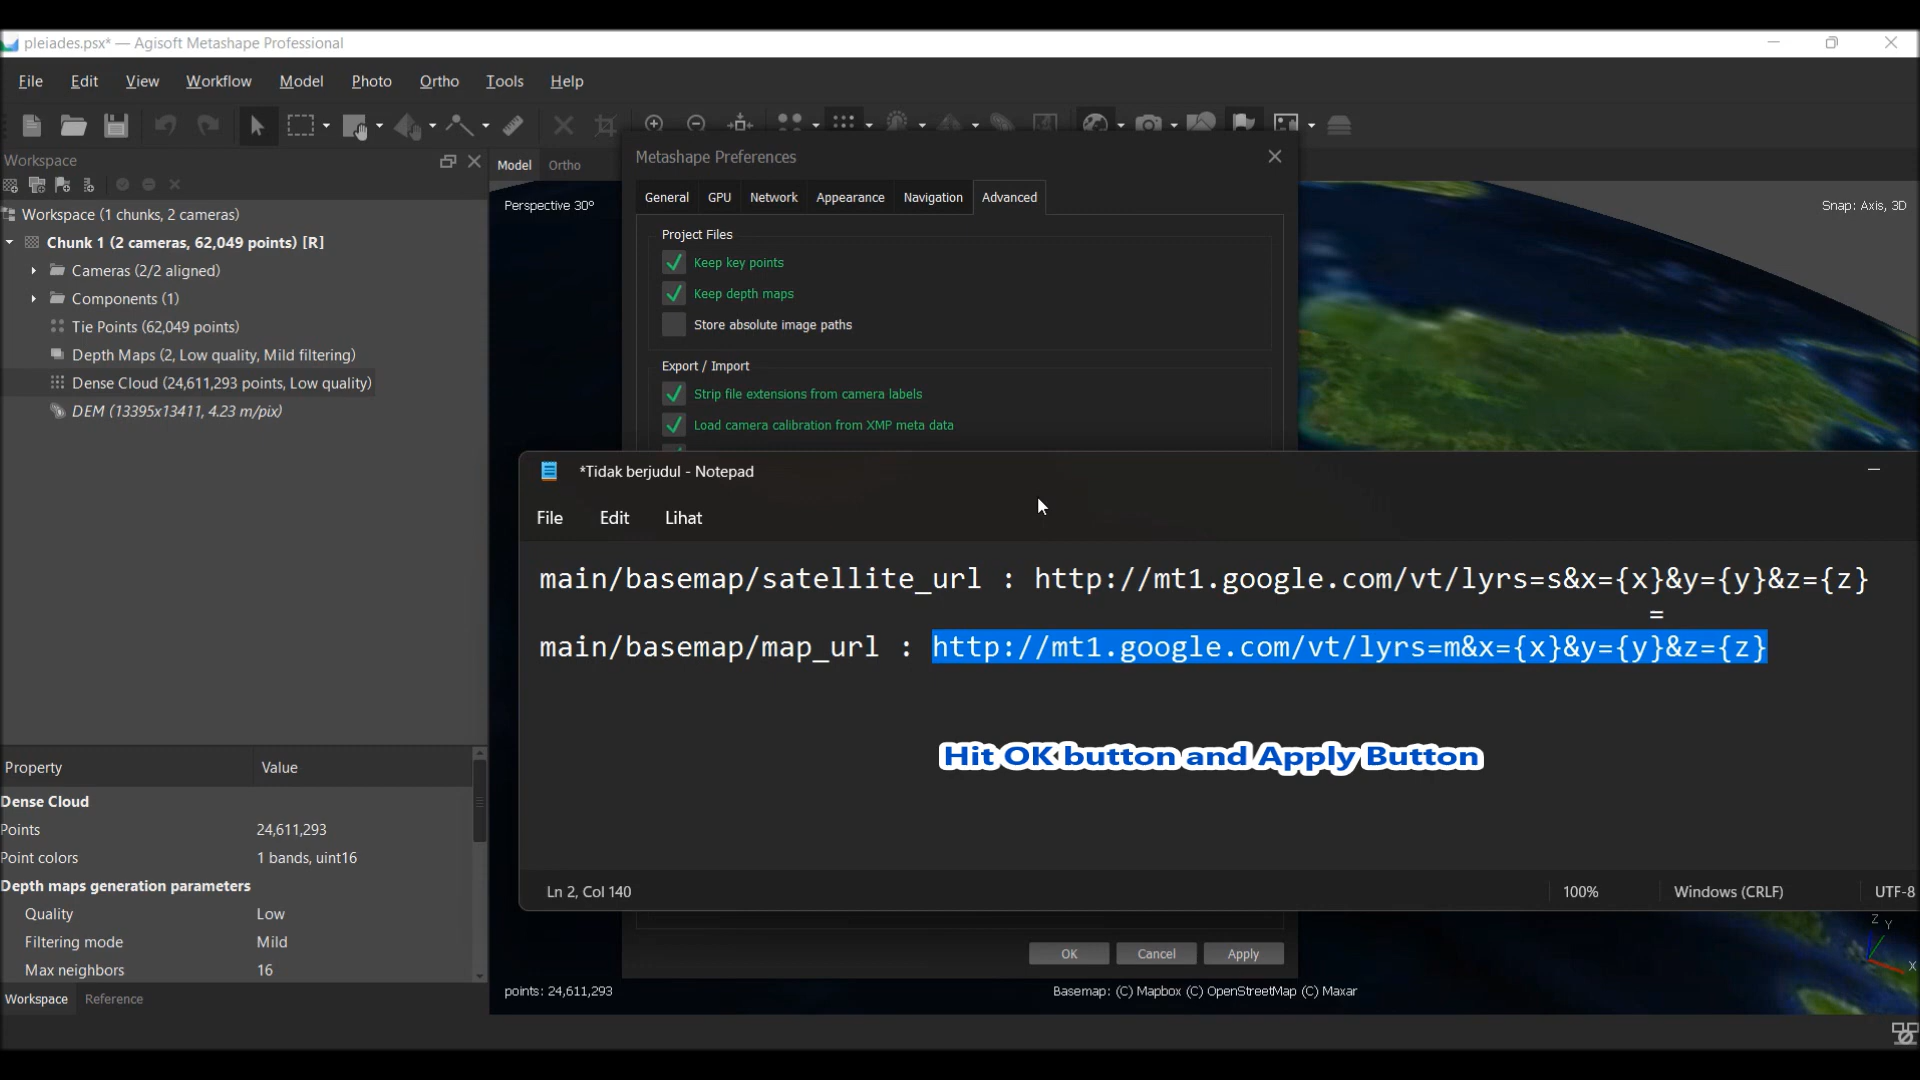 pleiades.psx* — Agisoft Metashape Professional
File Edit View Workflow Model Photo Ortho Tools Help
Workspace
Model Ortho
Workspace (1 chunks, 2 cameras)
Chunk 1 (2 cameras, 62,049 points) [R]
Cameras (2/2 aligned)
Components (1)
Tie Points (62,049 points)
Depth Maps (2, Low quality, Mild filtering)
Dense Cloud (24,611,293 points, Low quality)
DEM (13395x13411, 4.23 m/pix)
Perspective 30°
Snap: Axis, 3D
Metashape Preferences
General GPU Network Appearance Navigation Advanced
Project Files
Keep key points
Keep depth maps
Store absolute image paths
Export / Import
Strip file extensions from camera labels
Load camera calibration from XMP meta data
*Tidak berjudul - Notepad
File Edit Lihat
main/basemap/satellite_url : http://mt1.google.com/vt/lyrs=s&x={x}&y={y}&z={z}
=
main/basemap/map_url : http://mt1.google.com/vt/lyrs=m&x={x}&y={y}&z={z}
Hit OK button and Apply Button
Ln 2, Col 140 100% Windows (CRLF) UTF-8
OK Cancel Apply
Property Value
Dense Cloud
Points 24,611,293
Point colors 1 bands, uint16
Depth maps generation parameters
Quality Low
Filtering mode Mild
Max neighbors 16
Workspace Reference
points: 24,611,293
Basemap: (C) Mapbox (C) OpenStreetMap (C) Maxar
Z
Y
X